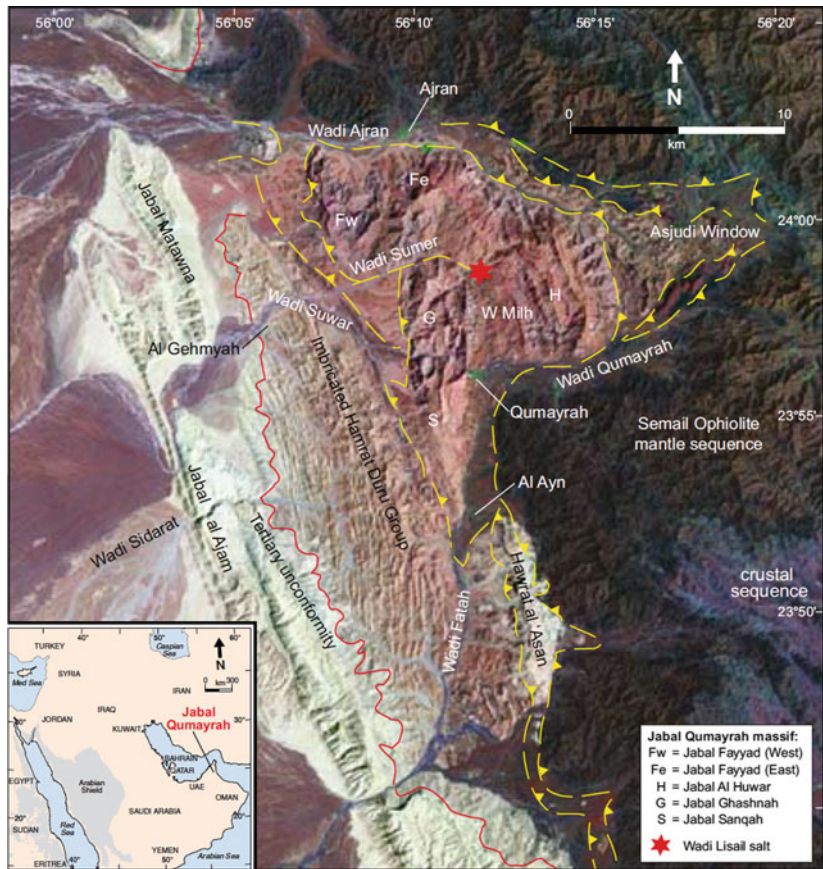 56°00'
56°05'
56°10'
56°15'
56°20'
Ajran
N
Wadi Ajran
0
10
km
Jabal Matawna
Fe
Fw
24°00'
Asjudi Window
Wadi Sumer
Wadi Suwar
G
W Milh
H
Al Gehmyah
Imbricated Hamrat Duru Group
Wadi Qumayrah
Qumayrah
23°55'
S
Semail Ophiolite
mantle sequence
Al Ayn
Jabal al Ajam
Wadi Sidarat
Tertiary unconformity
Hawrat al 'Asan
crustal
sequence
23°50'
Wadi Fatah
40°
50°
60°
TURKEY
Caspian
Sea
N
0
km
300
Med Sea
SYRIA
IRAN
IRAQ
30°
30°
JORDAN
KUWAIT
Jabal
Qumayrah
EGYPT
BAHRAIN
QATAR
Arabian
Shield
UAE
OMAN
SAUDI ARABIA
20°
20°
Red
Sea
SUDAN
YEMEN
ERITREA
40°
50°
Arabian Sea
Jabal Qumayrah massif:
Fw = Jabal Fayyad (West)
Fe = Jabal Fayyad (East)
H = Jabal Al Huwar
G = Jabal Ghashnah
S = Jabal Sanqah
Wadi Lisail salt